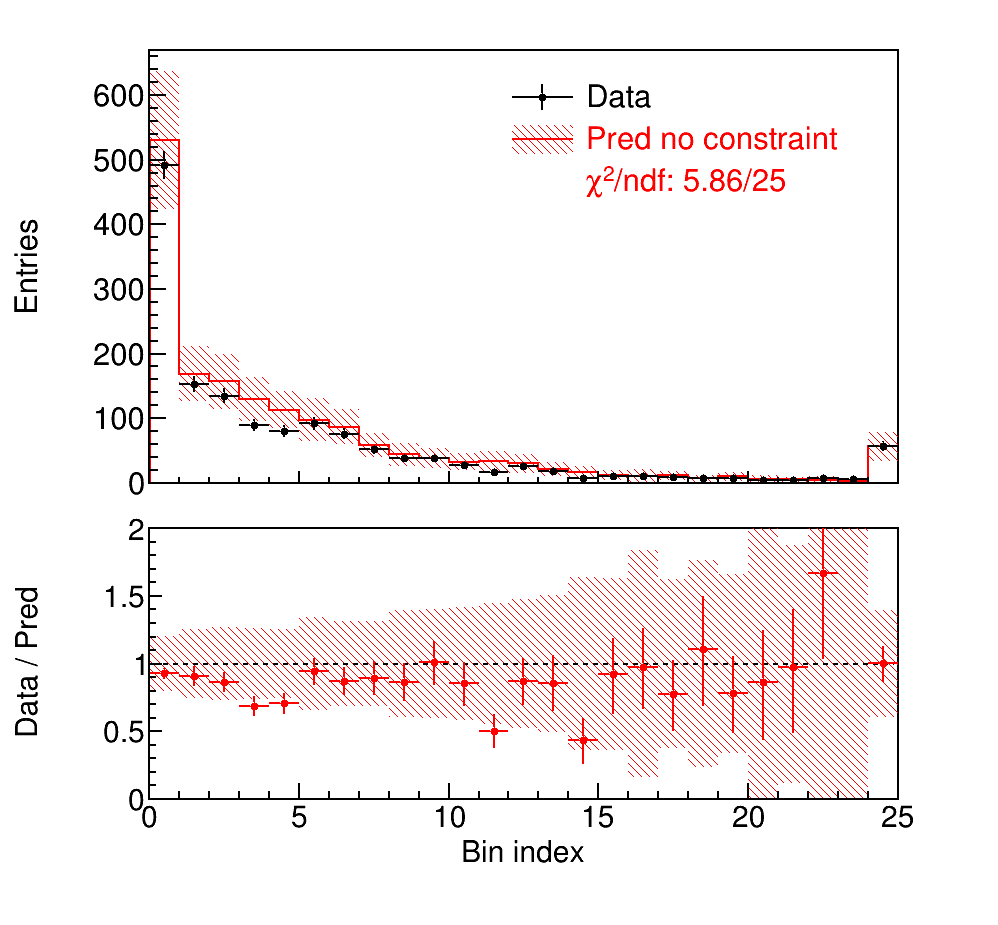 600
500
400
300
200
100
0
Entries
Data
Pred no constraint
χ²/ndf: 5.86/25
2
1.5
1
0.5
0
Data / Pred
0 5 10 15 20 25
Bin index